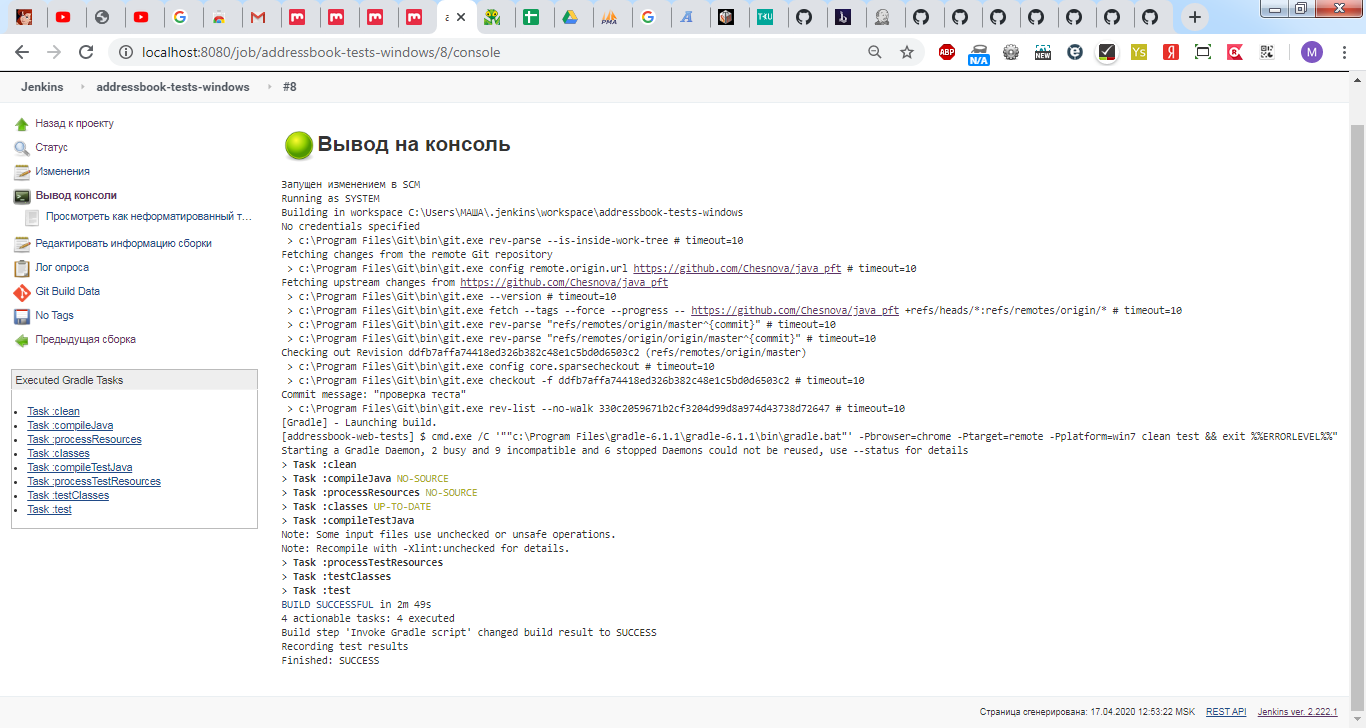 localhost:8080/job/addressbook-tests-windows/8/console
ABP
N/A
NEW
Ys
Я
M
Jenkins addressbook-tests-windows #8
Назад к проекту
Статус
Изменения
Вывод консоли
Просмотреть как неформатированный т...
Редактировать информацию сборки
Лог опроса
Git Build Data
No Tags
Предыдущая сборка
Executed Gradle Tasks
Task :clean
Task :compileJava
Task :processResources
Task :classes
Task :compileTestJava
Task :processTestResources
Task :testClasses
Task :test
Вывод на консоль
Запущен изменением в SCM
Running as SYSTEM
Building in workspace C:\Users\МАША\.jenkins\workspace\addressbook-tests-windows
No credentials specified
> c:\Program Files\Git\bin\git.exe rev-parse --is-inside-work-tree # timeout=10
Fetching changes from the remote Git repository
> c:\Program Files\Git\bin\git.exe config remote.origin.url https://github.com/Chesnova/java_pft # timeout=10
Fetching upstream changes from https://github.com/Chesnova/java_pft
> c:\Program Files\Git\bin\git.exe --version # timeout=10
> c:\Program Files\Git\bin\git.exe fetch --tags --force --progress -- https://github.com/Chesnova/java_pft +refs/heads/*:refs/remotes/origin/* # timeout=10
> c:\Program Files\Git\bin\git.exe rev-parse "refs/remotes/origin/master^{commit}" # timeout=10
> c:\Program Files\Git\bin\git.exe rev-parse "refs/remotes/origin/origin/master^{commit}" # timeout=10
Checking out Revision ddfb7affa74418ed326b382c48e1c5bd0d6503c2 (refs/remotes/origin/master)
> c:\Program Files\Git\bin\git.exe config core.sparsecheckout # timeout=10
> c:\Program Files\Git\bin\git.exe checkout -f ddfb7affa74418ed326b382c48e1c5bd0d6503c2 # timeout=10
Commit message: "проверка теста"
> c:\Program Files\Git\bin\git.exe rev-list --no-walk 330c2059671b2cf3204d99d8a974d43738d72647 # timeout=10
[Gradle] - Launching build.
[addressbook-web-tests] $ cmd.exe /C '""c:\Program Files\gradle-6.1.1\gradle-6.1.1\bin\gradle.bat"' -Pbrowser=chrome -Ptarget=remote -Pplatform=win7 clean test && exit %%ERRORLEVEL%%"
Starting a Gradle Daemon, 2 busy and 9 incompatible and 6 stopped Daemons could not be reused, use --status for details
> Task :clean
> Task :compileJava NO-SOURCE
> Task :processResources NO-SOURCE
> Task :classes UP-TO-DATE
> Task :compileTestJava
Note: Some input files use unchecked or unsafe operations.
Note: Recompile with -Xlint:unchecked for details.
> Task :processTestResources
> Task :testClasses
> Task :test
BUILD SUCCESSFUL in 2m 49s
4 actionable tasks: 4 executed
Build step 'Invoke Gradle script' changed build result to SUCCESS
Recording test results
Finished: SUCCESS
Страница сгенерирована: 17.04.2020 12:53:22 MSK REST API Jenkins ver. 2.222.1